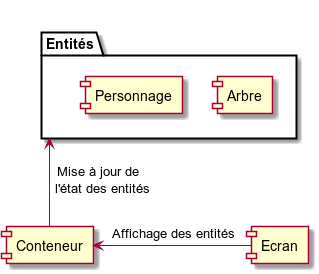 Entités
Personnage
Arbre
Mise à jour de
l'état des entités
Affichage des entités
Conteneur
Ecran